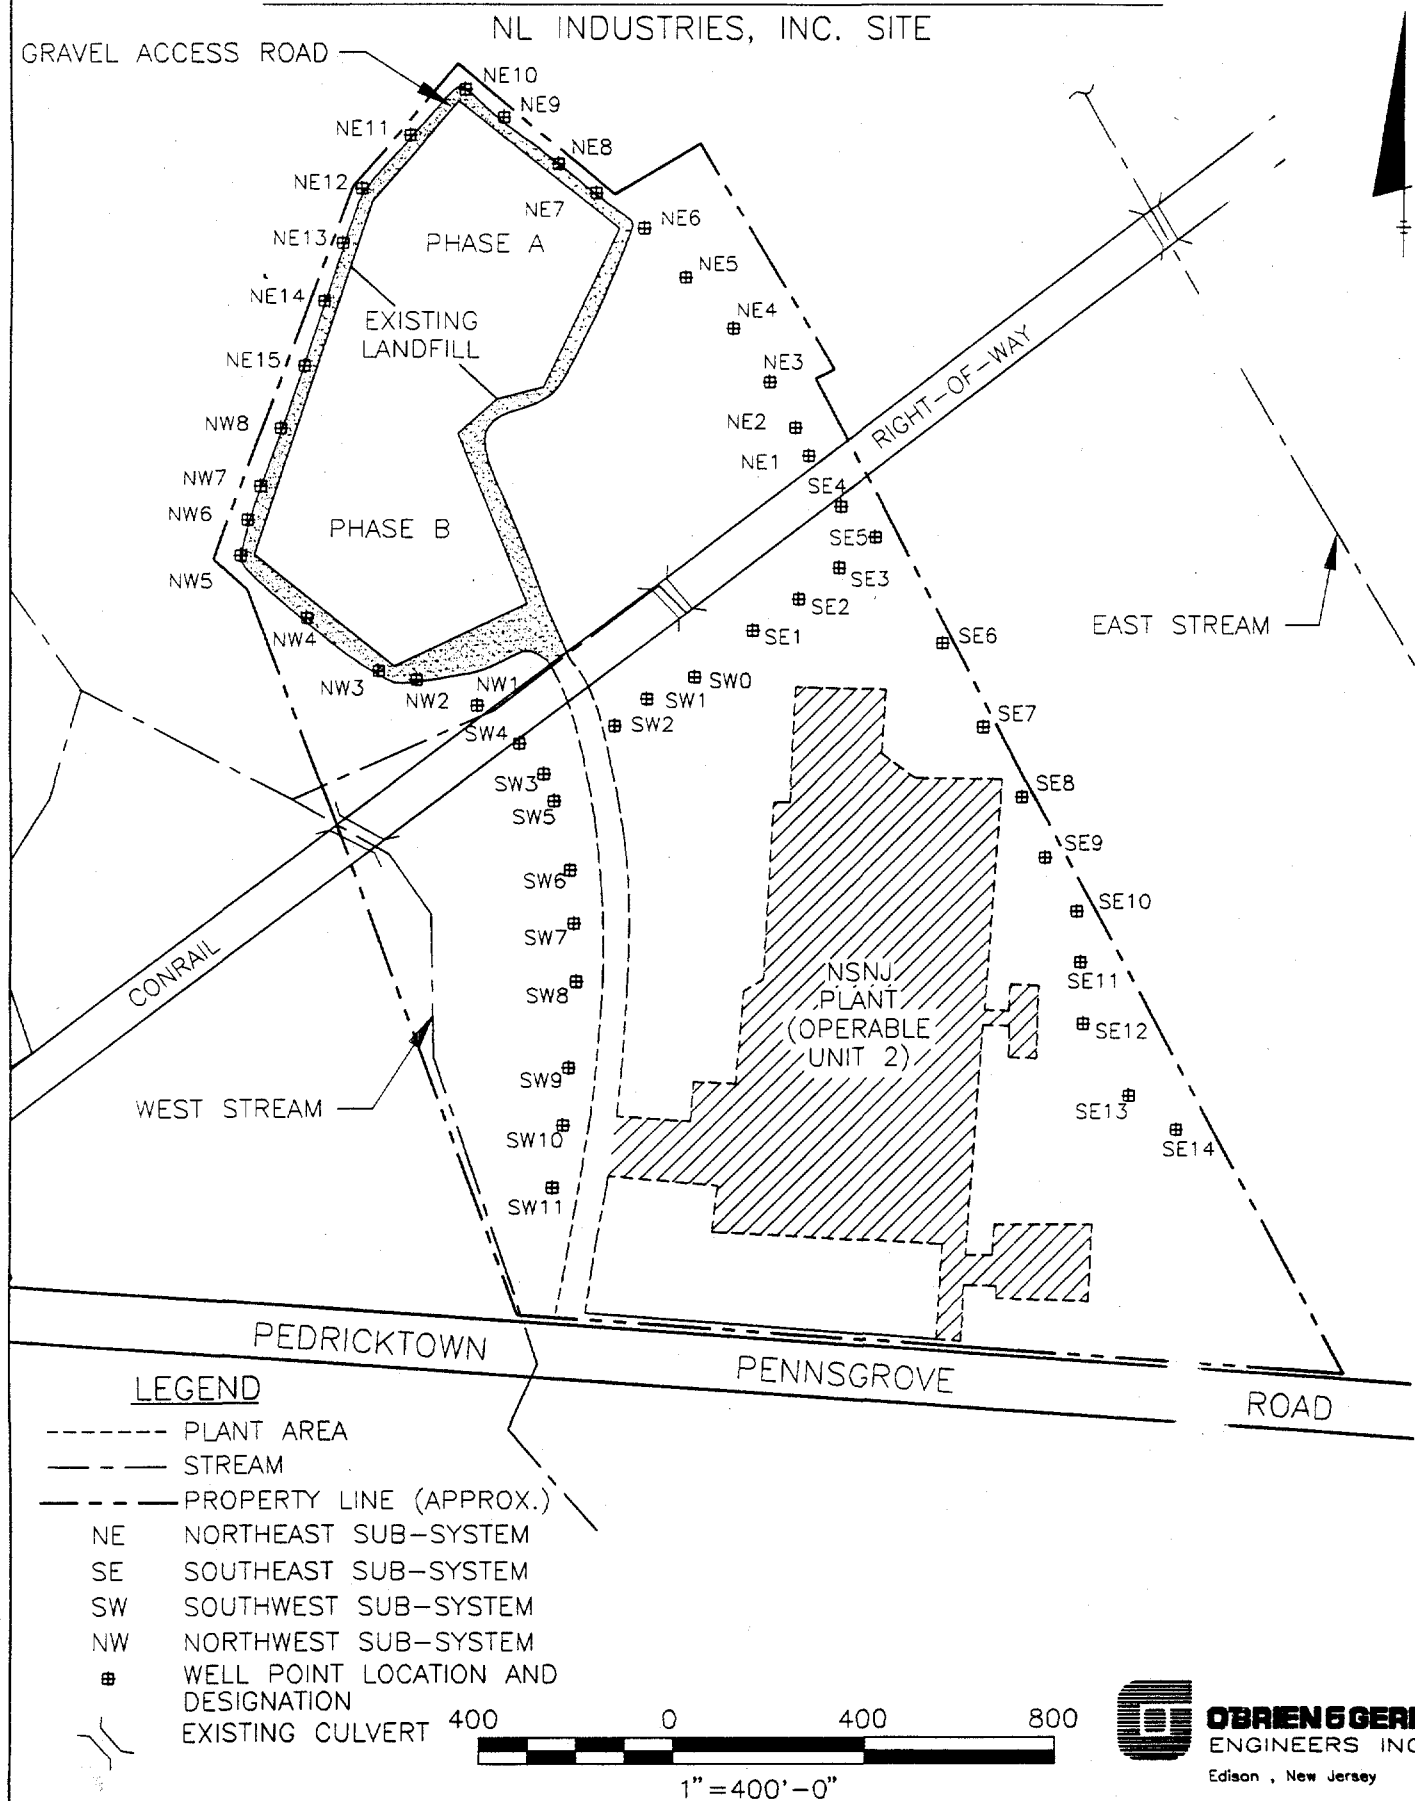 NL INDUSTRIES, INC. SITE
GRAVEL ACCESS ROAD
NE10
NE9
NE11
NE8
NE12
NE7
NE6
NE13
PHASE A
NE5
NE14
EXISTING
LANDFILL
NE4
NE15
NE3
NW8
NE2
NE1
RIGHT-OF-WAY
NW7
SE4
NW6
PHASE B
SE5
NW5
SE3
SE2
NW4
SE1
SE6
EAST STREAM
NW3
NW2
NW1
SW0
SW1
SW2
SW4
SE7
SW3
SW5
SE8
SE9
SW6
SE10
SW7
CONRAIL
SW8
NSNJ
PLANT
(OPERABLE
UNIT 2)
SE11
SE12
SW9
WEST STREAM
SE13
SW10
SE14
SW11
PEDRICKTOWN
PENNSGROVE
ROAD
LEGEND
PLANT AREA
STREAM
PROPERTY LINE (APPROX.)
NE NORTHEAST SUB-SYSTEM
SE SOUTHEAST SUB-SYSTEM
SW SOUTHWEST SUB-SYSTEM
NW NORTHWEST SUB-SYSTEM
WELL POINT LOCATION AND
DESIGNATION
EXISTING CULVERT
400 0 400 800
1"=400'-0"
O'BRIEN & GERE
ENGINEERS INC
Edison , New Jersey